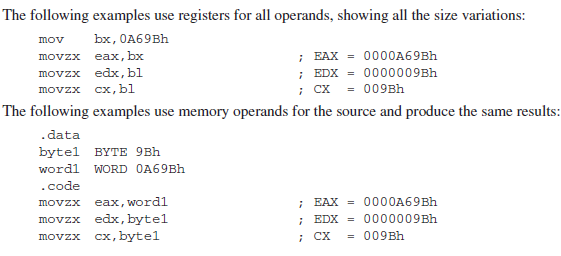 The following examples use registers for all operands, showing all the size variations:
mov bx,0A69Bh
movzx eax,bx ; EAX = 0000A69Bh
movzx edx,bl ; EDX = 0000009Bh
movzx cx,bl ; CX = 009Bh
The following examples use memory operands for the source and produce the same results:
.data
byte1 BYTE 9Bh
word1 WORD 0A69Bh
.code
movzx eax,word1 ; EAX = 0000A69Bh
movzx edx,byte1 ; EDX = 0000009Bh
movzx cx,byte1 ; CX = 009Bh